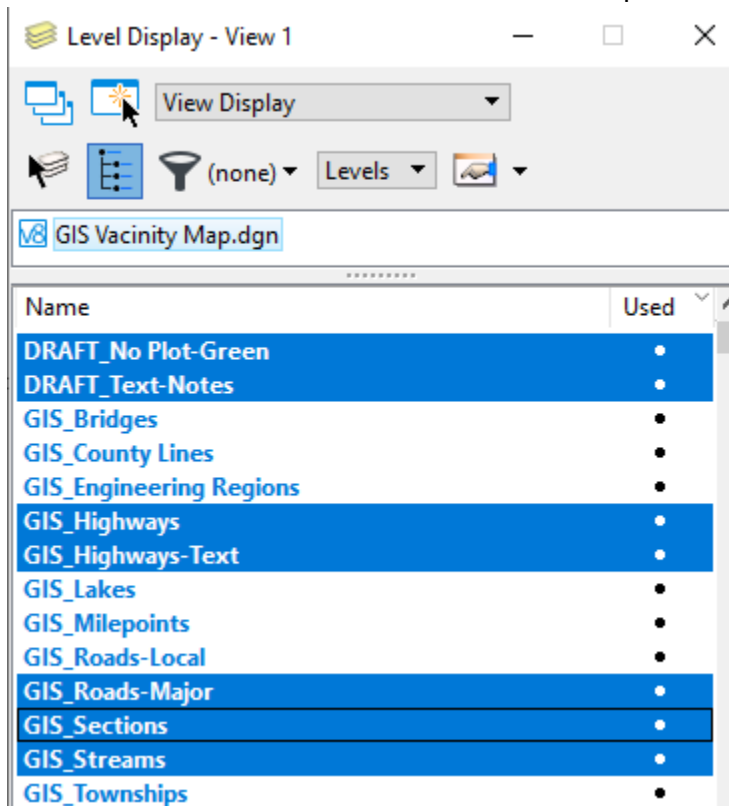 Level Display - View 1
View Display
(none) Levels
V8 GIS Vacinity Map.dgn
Name Used
DRAFT_No Plot-Green
DRAFT_Text-Notes
GIS_Bridges
GIS_County Lines
GIS_Engineering Regions
GIS_Highways
GIS_Highways-Text
GIS_Lakes
GIS_Milepoints
GIS_Roads-Local
GIS_Roads-Major
GIS_Sections
GIS_Streams
GIS_Townships